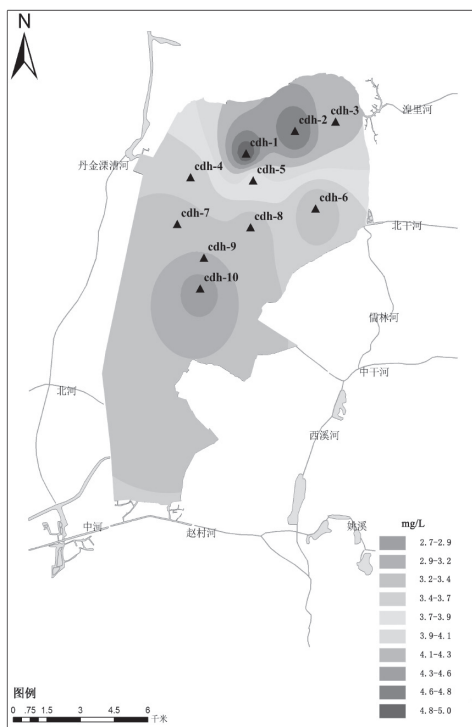 N
湟里河
cdh-3
cdh-2
cdh-1
丹金溧漕河
cdh-4
cdh-5
cdh-6
cdh-7
cdh-8
北干河
cdh-9
cdh-10
儒林河
中干河
北河
西溪河
中河
赵村河
姚溪
mg/L
2.7-2.9
2.9-3.2
3.2-3.4
3.4-3.7
3.7-3.9
3.9-4.1
4.1-4.3
4.3-4.6
4.6-4.8
4.8-5.0
图例
0 .75 1.5 3 4.5 6
千米